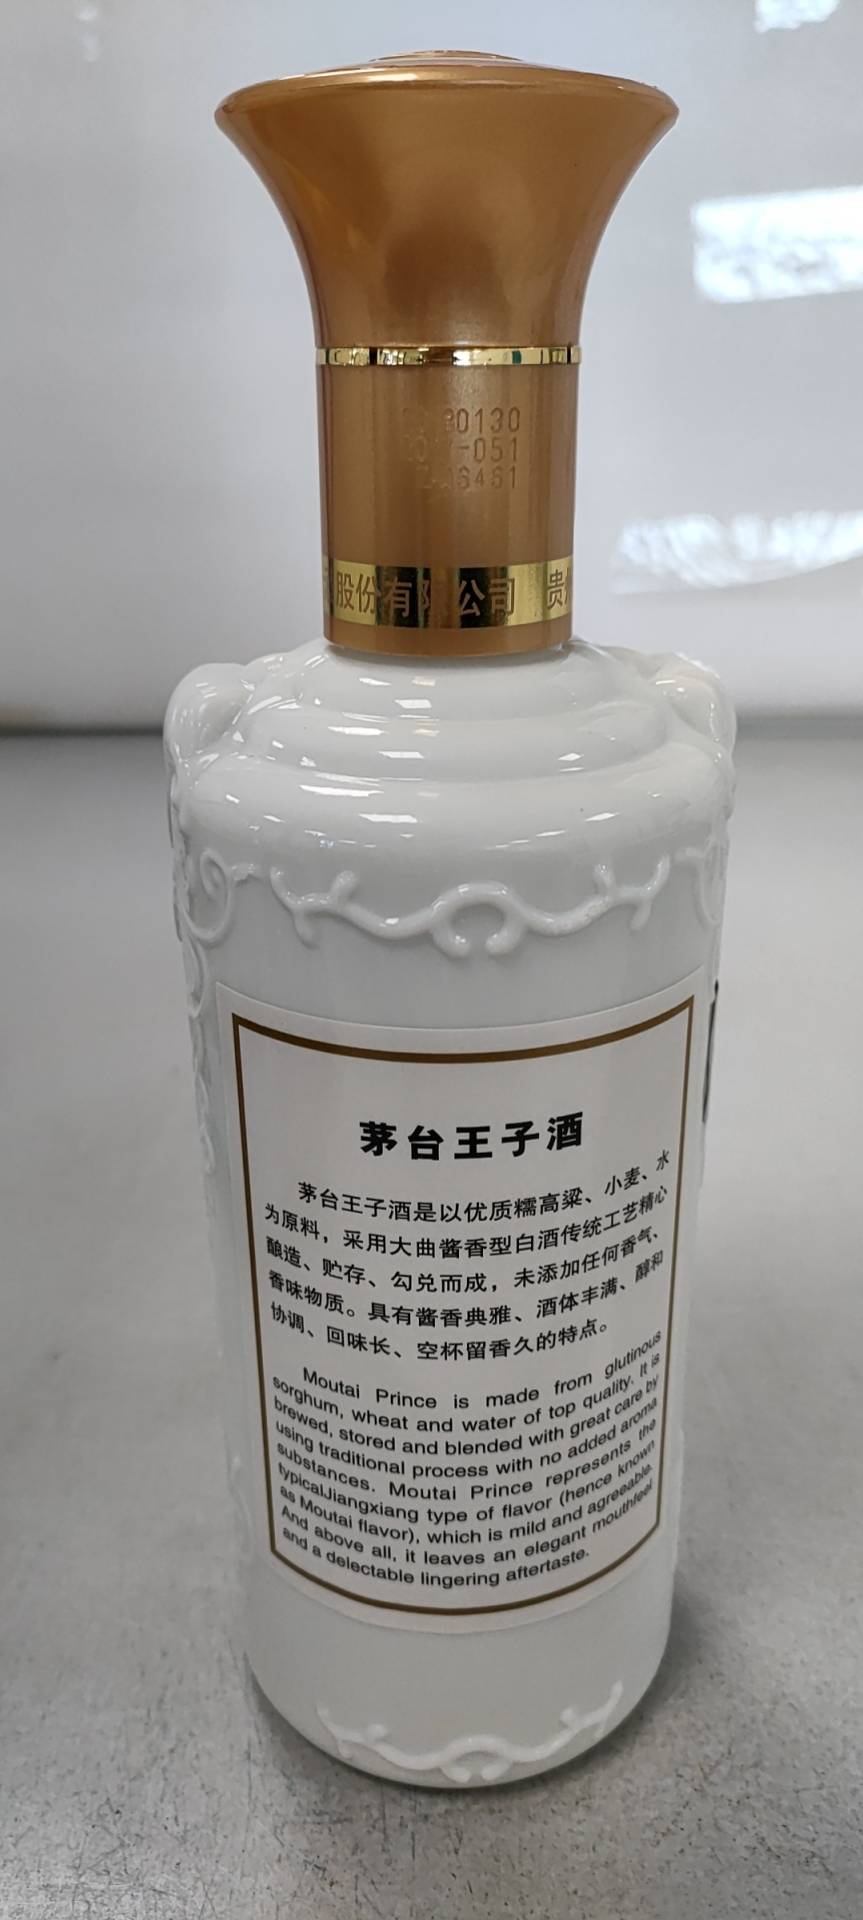 0130
-051
6461
股份有限公司 贵
茅台王子酒
茅台王子酒是以优质糯高粱、小麦、水
为原料，采用大曲酱香型白酒传统工艺精心
酿造、贮存、勾兑而成，未添加任何香气、
香味物质。具有酱香典雅、酒体丰满、醇和
协调、回味长、空杯留香久的特点。
Moutai Prince is made from glutinous
sorghum, wheat and water of top quality. It is
brewed, stored and blended with great care by
using traditional process with no added aroma
substances. Moutai Prince represents the
typicalJiangxiang type of flavor (hence known
as Moutai flavor), which is mild and agreeable.
And above all, it leaves an elegant mouthfeel
and a delectable lingering aftertaste.